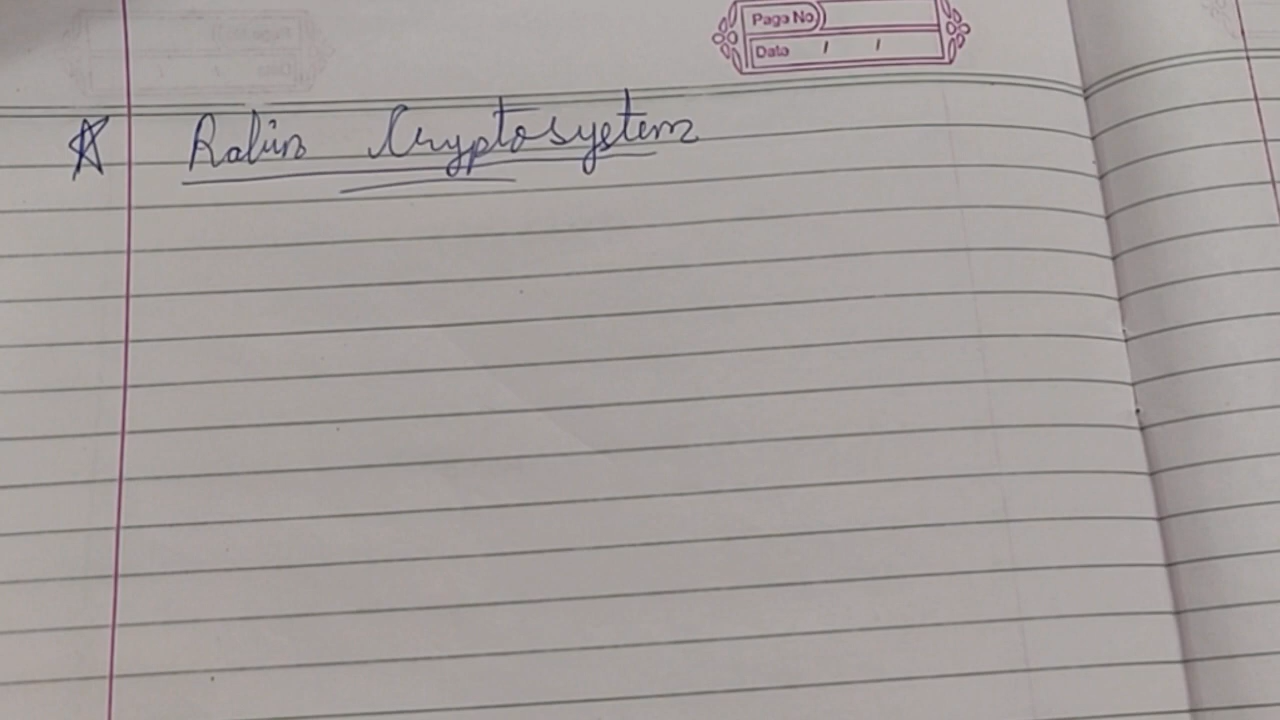 Page No
Date / /
☆ Rabin Cryptosystem